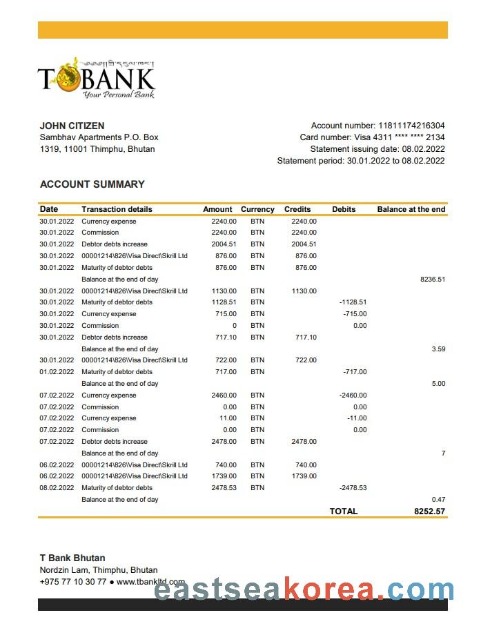 T BANK
Your Personal Bank
JOHN CITIZEN
Sambhav Apartments P.O. Box
1319, 11001 Thimphu, Bhutan
Account number: 11811174216304
Card number: Visa 4311 **** **** 2134
Statement issuing date: 08.02.2022
Statement period: 30.01.2022 to 08.02.2022
ACCOUNT SUMMARY
Date Transaction details Amount Currency Credits Debits Balance at the end
30.01.2022 Currency expense 2240.00 BTN 2240.00
30.01.2022 Commission 2240.00 BTN 2240.00
30.01.2022 Debtor debts increase 2004.51 BTN 2004.51
30.01.2022 00001214\826\Visa Direct\Skrill Ltd 876.00 BTN 876.00
30.01.2022 Maturity of debtor debts 876.00 BTN 876.00
Balance at the end of day 8236.51
30.01.2022 00001214\826\Visa Direct\Skrill Ltd 1130.00 BTN 1130.00
30.01.2022 Maturity of debtor debts 1128.51 BTN -1128.51
30.01.2022 Currency expense 715.00 BTN -715.00
30.01.2022 Commission 0 BTN 0.00
30.01.2022 Debtor debts increase 717.10 BTN 717.10
Balance at the end of day 3.59
30.01.2022 00001214\826\Visa Direct\Skrill Ltd 722.00 BTN 722.00
01.02.2022 Maturity of debtor debts 717.00 BTN -717.00
Balance at the end of day 5.00
07.02.2022 Currency expense 2460.00 BTN -2460.00
07.02.2022 Commission 0.00 BTN 0.00
07.02.2022 Currency expense 11.00 BTN -11.00
07.02.2022 Commission 0.00 BTN 0.00
07.02.2022 Debtor debts increase 2478.00 BTN 2478.00
Balance at the end of day 7
06.02.2022 00001214\826\Visa Direct\Skrill Ltd 740.00 BTN 740.00
06.02.2022 00001214\826\Visa Direct\Skrill Ltd 1739.00 BTN 1739.00
08.02.2022 Maturity of debtor debts 2478.53 BTN -2478.53
Balance at the end of day 0.47
TOTAL 8252.57
T Bank Bhutan
Nordzin Lam, Thimphu, Bhutan
+975 77 10 30 77 ● www.tbankltd.com
eastseakorea.com